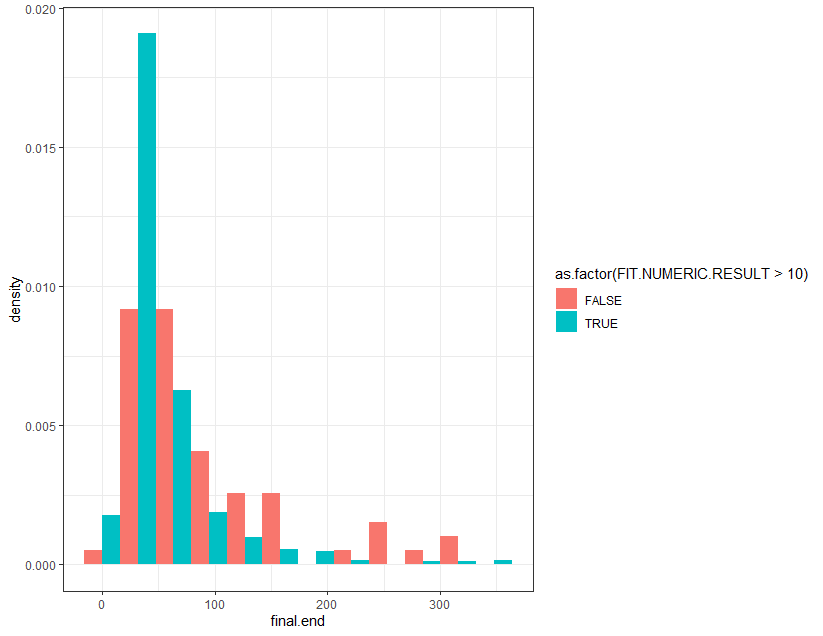 0.020
0.015
0.010
0.005
0.000
density
0 100 200 300
final.end
as.factor(FIT.NUMERIC.RESULT > 10)
FALSE
TRUE